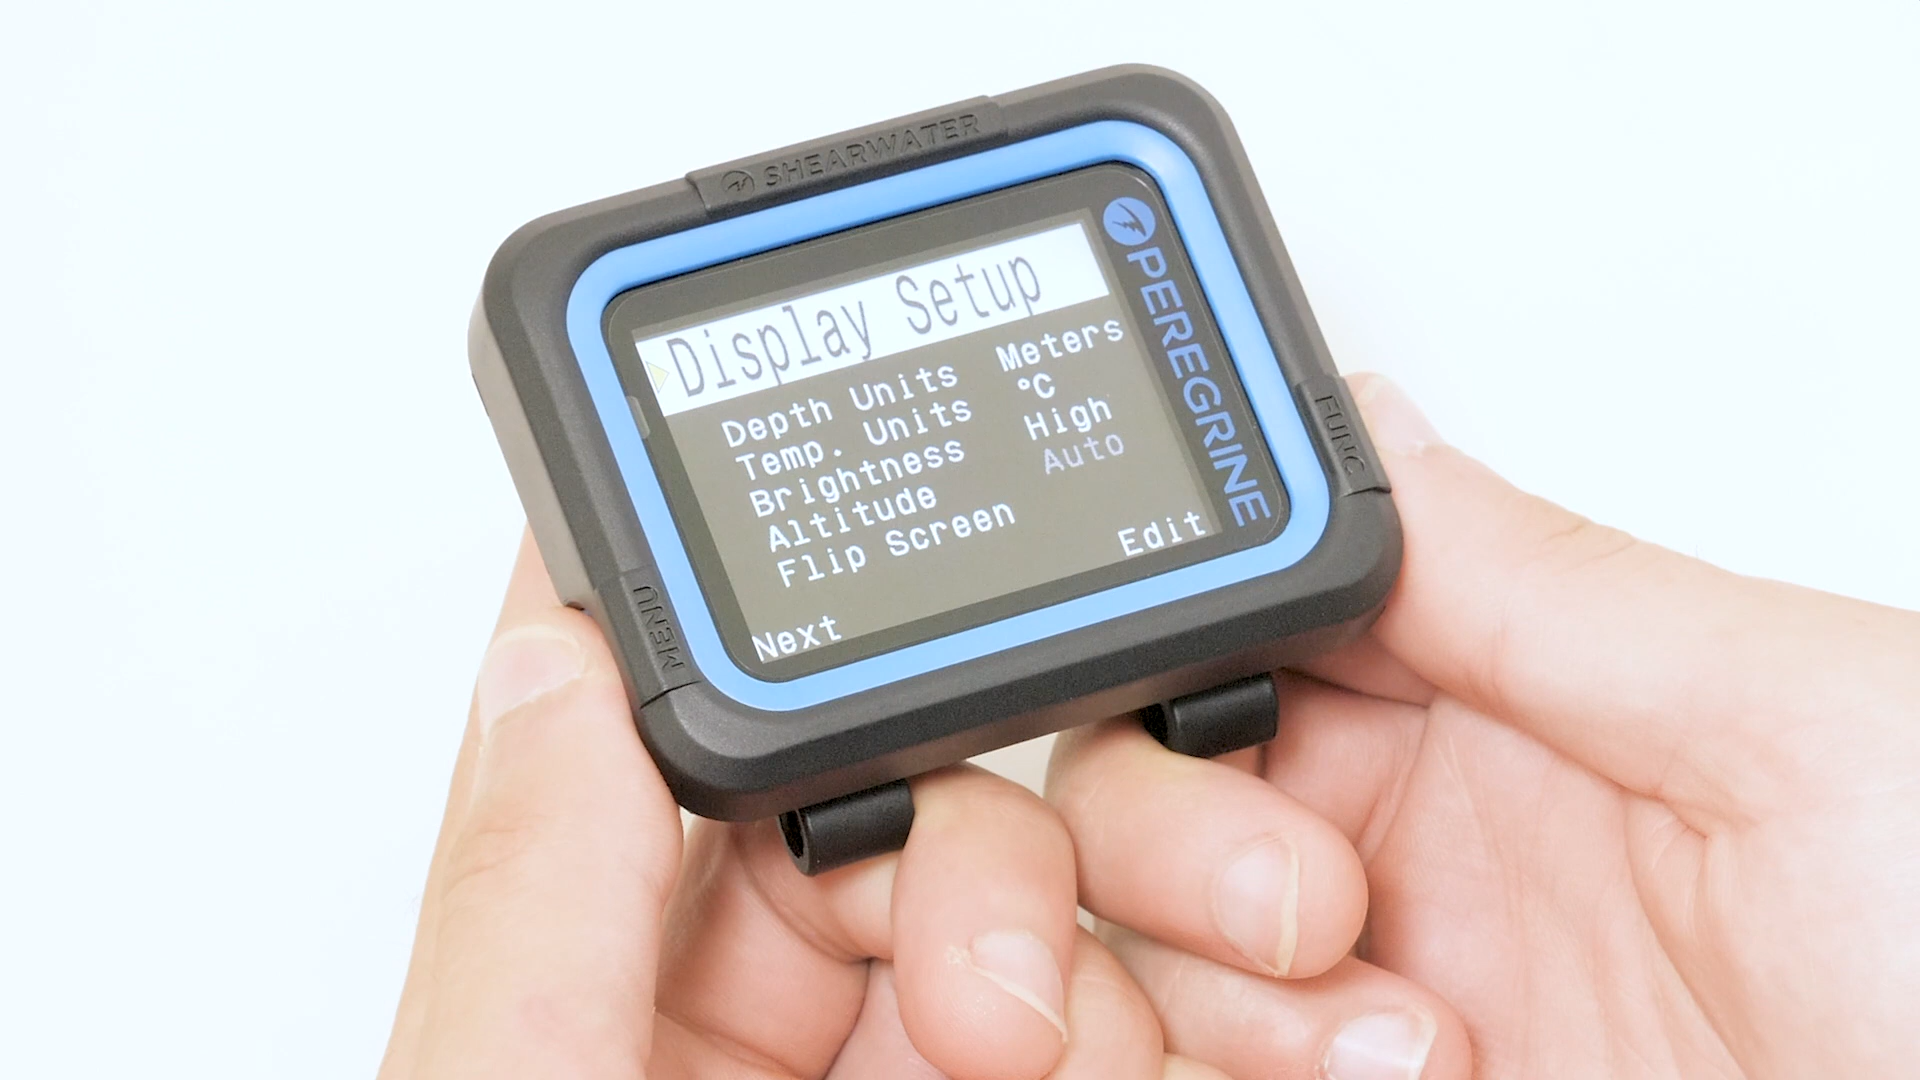 SHEARWATER
PEREGRINE
Display Setup
Depth Units Meters
Temp. Units °C
Brightness High
Altitude Auto
Flip Screen
Next Edit
MENU
FUNC